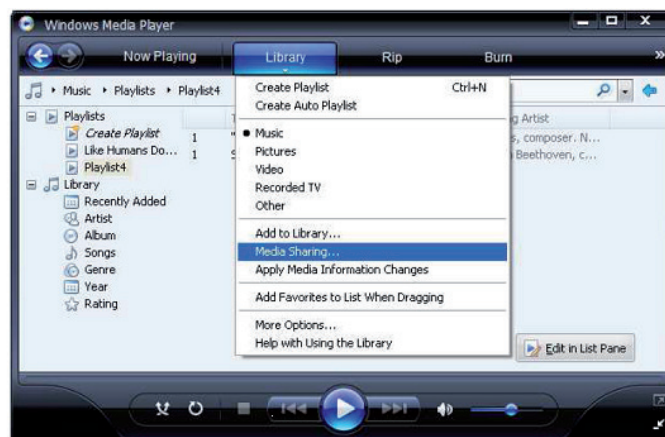 Windows Media Player
Now Playing Library Rip Burn »
Music Playlists Playlist4
Create Playlist Ctrl+N
Create Auto Playlist
Music
Pictures
Video
Recorded TV
Other
Add to Library...
Media Sharing...
Apply Media Information Changes
Add Favorites to List When Dragging
More Options...
Help with Using the Library
Playlists
Create Playlist
Like Humans Do...
Playlist4
Library
Recently Added
Artist
Album
Songs
Genre
Year
Rating
1
1
Artist
s, composer. N...
Beethoven, c...
Edit in List Pane